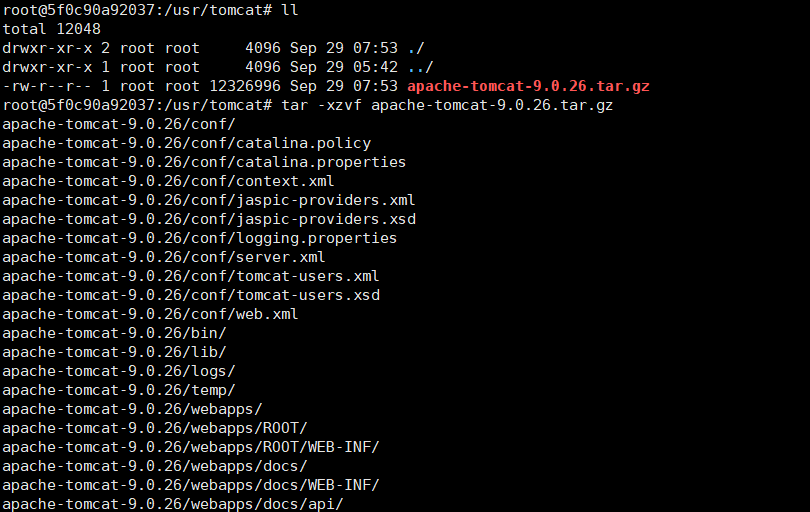 root@5f0c90a92037:/usr/tomcat# ll
total 12048
drwxr-xr-x 2 root root     4096 Sep 29 07:53 ./
drwxr-xr-x 1 root root     4096 Sep 29 05:42 ../
-rw-r--r-- 1 root root 12326996 Sep 29 07:53 apache-tomcat-9.0.26.tar.gz
root@5f0c90a92037:/usr/tomcat# tar -xzvf apache-tomcat-9.0.26.tar.gz
apache-tomcat-9.0.26/conf/
apache-tomcat-9.0.26/conf/catalina.policy
apache-tomcat-9.0.26/conf/catalina.properties
apache-tomcat-9.0.26/conf/context.xml
apache-tomcat-9.0.26/conf/jaspic-providers.xml
apache-tomcat-9.0.26/conf/jaspic-providers.xsd
apache-tomcat-9.0.26/conf/logging.properties
apache-tomcat-9.0.26/conf/server.xml
apache-tomcat-9.0.26/conf/tomcat-users.xml
apache-tomcat-9.0.26/conf/tomcat-users.xsd
apache-tomcat-9.0.26/conf/web.xml
apache-tomcat-9.0.26/bin/
apache-tomcat-9.0.26/lib/
apache-tomcat-9.0.26/logs/
apache-tomcat-9.0.26/temp/
apache-tomcat-9.0.26/webapps/
apache-tomcat-9.0.26/webapps/ROOT/
apache-tomcat-9.0.26/webapps/ROOT/WEB-INF/
apache-tomcat-9.0.26/webapps/docs/
apache-tomcat-9.0.26/webapps/docs/WEB-INF/
apache-tomcat-9.0.26/webapps/docs/api/